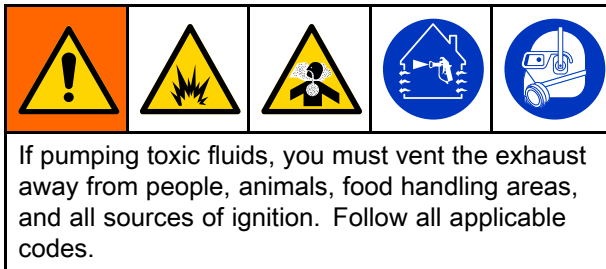 If pumping toxic fluids, you must vent the exhaust
away from people, animals, food handling areas,
and all sources of ignition. Follow all applicable
codes.